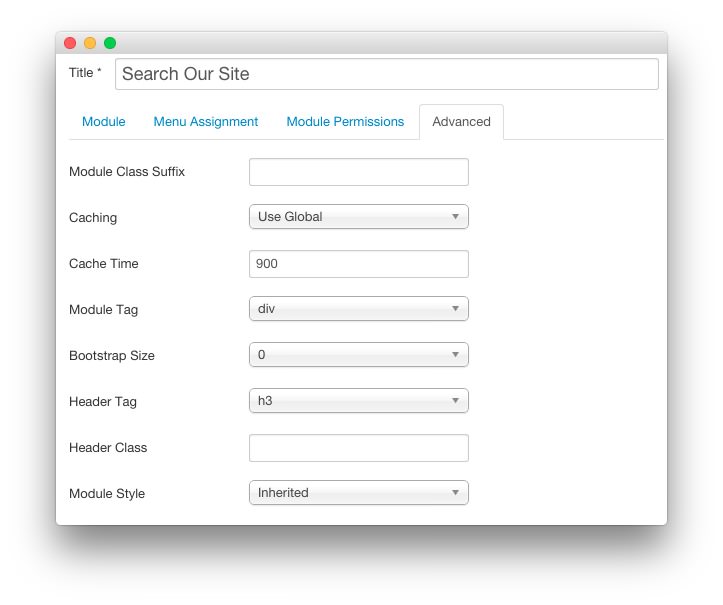 Title * Search Our Site
Module Menu Assignment Module Permissions Advanced
Module Class Suffix
Caching Use Global
Cache Time 900
Module Tag div
Bootstrap Size 0
Header Tag h3
Header Class
Module Style Inherited